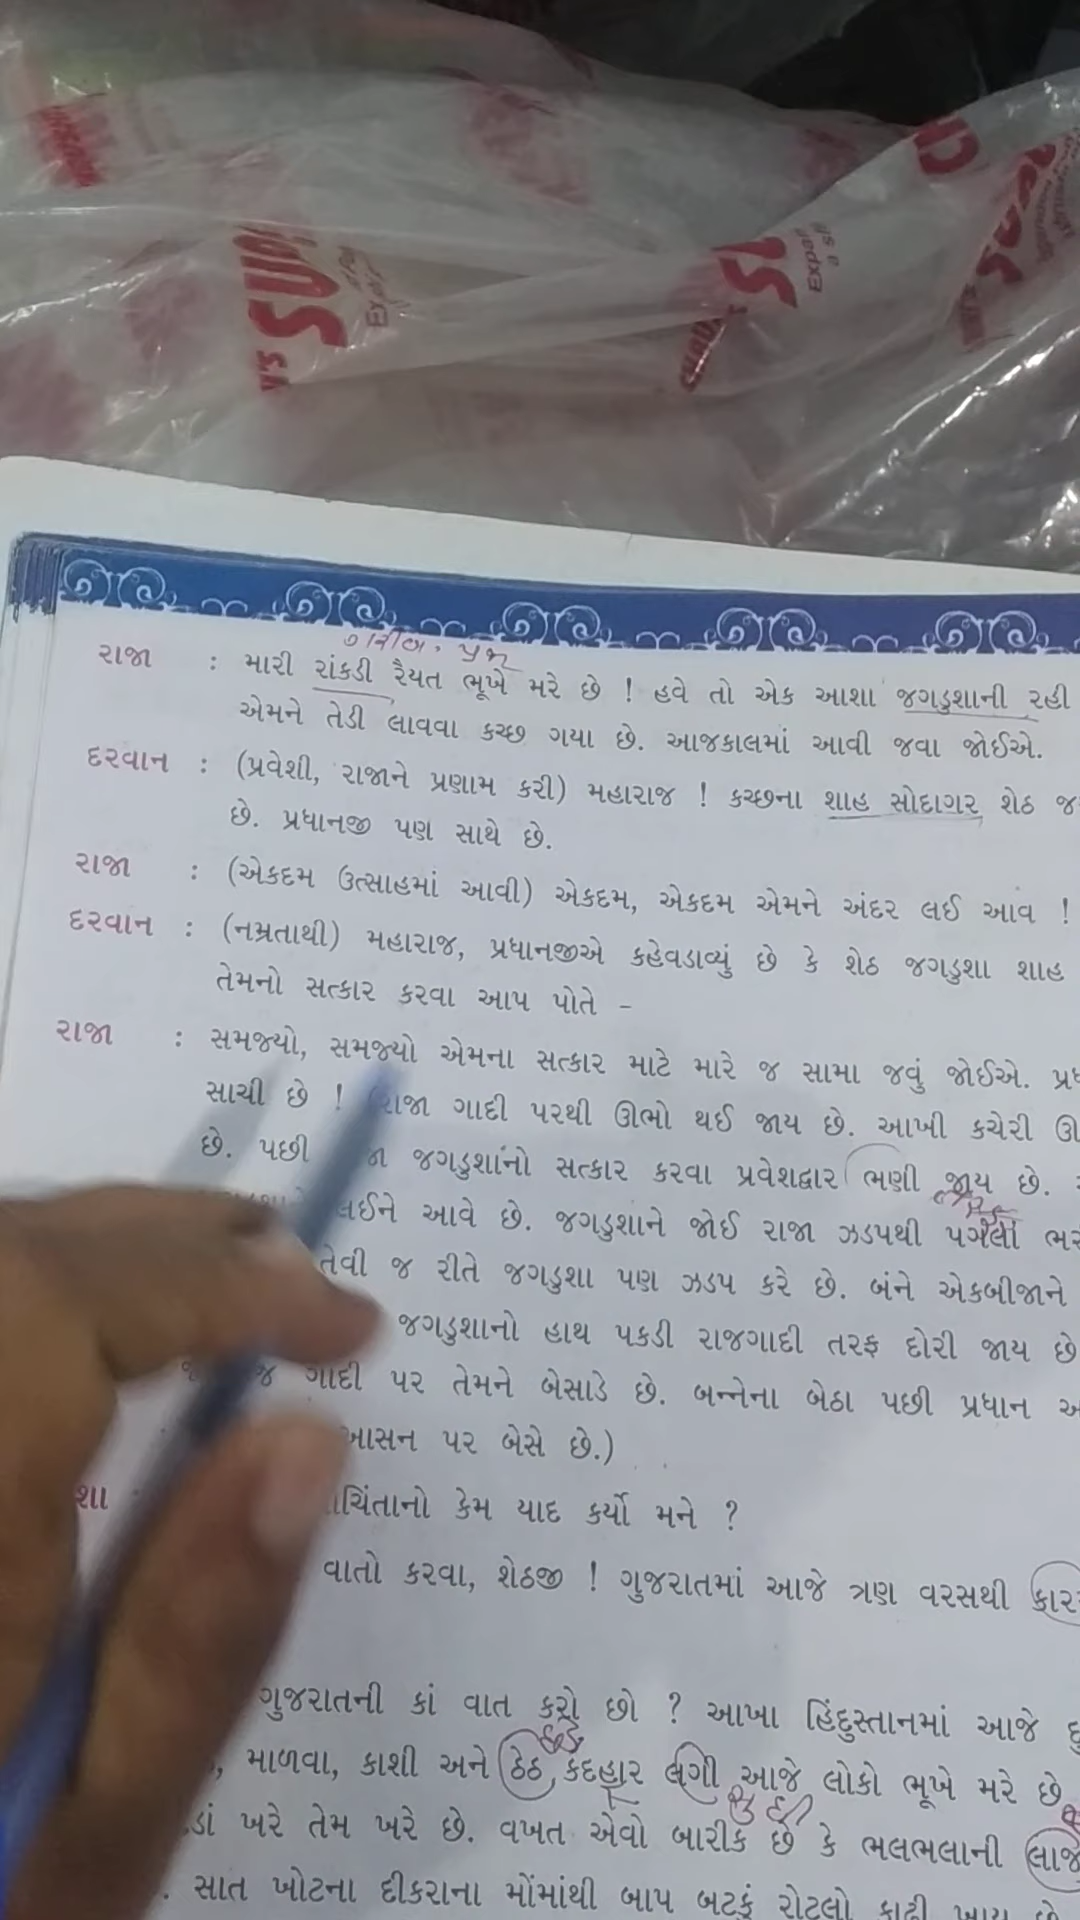 SU
SU
Expo
ગરીબ, પ્રજા
રાજા : મારી રાંકડી રૈયત ભૂખે મરે છે ! હવે તો એક આશા જગડુશાની રહી
એમને તેડી લાવવા કચ્છ ગયા છે. આજકાલમાં આવી જવા જોઈએ.
દરવાન : (પ્રવેશી, રાજાને પ્રણામ કરી) મહારાજ ! કચ્છના શાહ સોદાગર શેઠ જ
છે. પ્રધાનજી પણ સાથે છે.
રાજા : (એકદમ ઉત્સાહમાં આવી) એકદમ, એકદમ એમને અંદર લઈ આવ !
દરવાન : (નમ્રતાથી) મહારાજ, પ્રધાનજીએ કહેવડાવ્યું છે કે શેઠ જગડુશા શાહ
તેમનો સત્કાર કરવા આપ પોતે –
રાજા : સમજ્યો, સમજ્યો એમના સત્કાર માટે મારે જ સામા જવું જોઈએ. પ્ર
સાચી છે ! (રાજા ગાદી પરથી ઊભો થઈ જાય છે. આખી કચેરી ઊ
છે. પછી જગડુશાનો સત્કાર કરવા પ્રવેશદ્વાર ભણી જાય છે.
લઈને આવે છે. જગડુશાને જોઈ રાજા ઝડપથી પગલાં ભર
તેવી જ રીતે જગડુશા પણ ઝડપ કરે છે. બંને એકબીજાને
જગડુશાનો હાથ પકડી રાજગાદી તરફ દોરી જાય છે
જ ગાદી પર તેમને બેસાડે છે. બન્નેના બેઠા પછી પ્રધાન
આસન પર બેસે છે.)
શા : ચિંતાનો કેમ યાદ કર્યો મને ?
વાતો કરવા, શેઠજી ! ગુજરાતમાં આજે ત્રણ વરસથી કાર
ગુજરાતની કાં વાત કરો છો ? આખા હિંદુસ્તાનમાં આજે દુ
છેક
માળવા, કાશી અને ઠેઠ કંદહાર લગી આજે લોકો ભૂખે મરે છે
સુધી
ખરે તેમ ખરે છે. વખત એવો બારીક છે કે ભલભલાની લાજ
સાત ખોટના દીકરાના મોંમાંથી બાપ બટકું રોટલો કાઢી ખાય છે